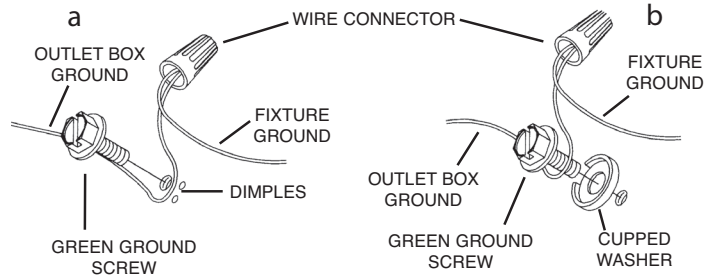 a
WIRE CONNECTOR
b
OUTLET BOX
GROUND
FIXTURE
GROUND
DIMPLES
GREEN GROUND
SCREW
FIXTURE
GROUND
OUTLET BOX
GROUND
GREEN GROUND
SCREW
CUPPED
WASHER